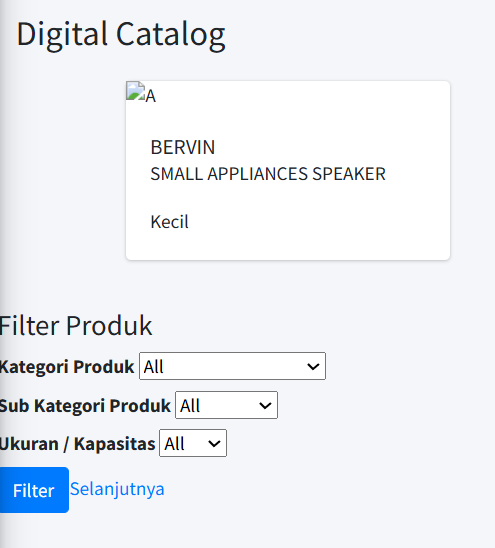 Digital Catalog
A
BERVIN
SMALL APPLIANCES SPEAKER
Kecil
Filter Produk
Kategori Produk All
Sub Kategori Produk All
Ukuran / Kapasitas All
Filter Selanjutnya